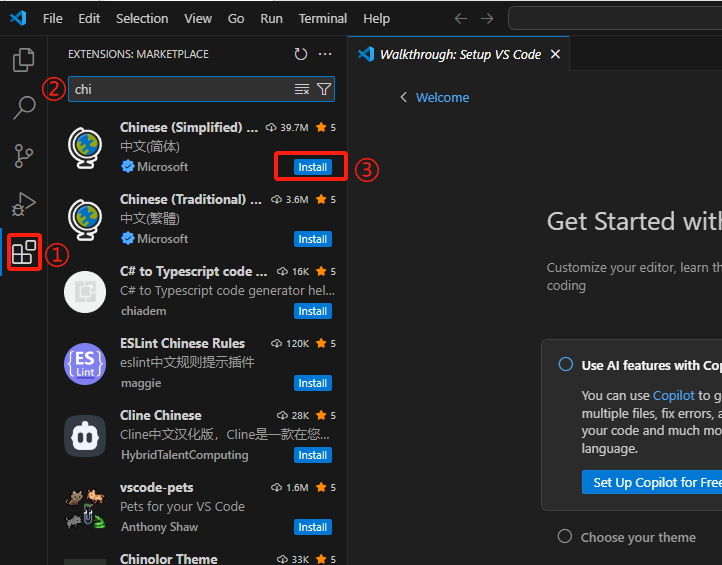 File Edit Selection View Go Run Terminal Help
EXTENSIONS: MARKETPLACE
Walkthrough: Setup VS Code
② chi
Welcome
Chinese (Simplified) ... 39.7M 5
中文(简体)
Microsoft Install ③
Chinese (Traditional) ... 3.6M 5
中文(繁體)
Microsoft Install
①
C# to Typescript code ... 16K 5
C# to Typescript code generator hel...
chiadem Install
ESLint Chinese Rules 120K 5
eslint中文规则提示插件
maggie Install
{ES}
Lint
Cline Chinese 28K 5
Cline中文汉化版，Cline是一款在您...
HybridTalentComputing Install
vscode-pets 1.6M 5
Pets for your VS Code
Anthony Shaw Install
Chinolor Theme 33K 5
Get Started with
Customize your editor, learn th
coding
Use AI features with Cop
You can use Copilot to g
multiple files, fix errors, a
your code and much mo
language.
Set Up Copilot for Free
Choose your theme